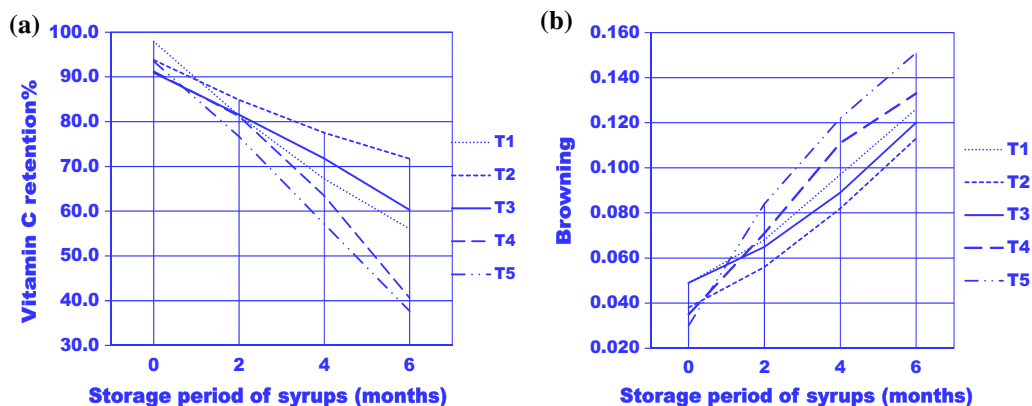 (a)
Vitamin C retention%
100.0
90.0
80.0
70.0
60.0
50.0
40.0
30.0
0 2 4 6
Storage period of syrups (months)
T1
T2
T3
T4
T5
(b)
Browning
0.160
0.140
0.120
0.100
0.080
0.060
0.040
0.020
0 2 4 6
Storage period of syrups (months)
T1
T2
T3
T4
T5